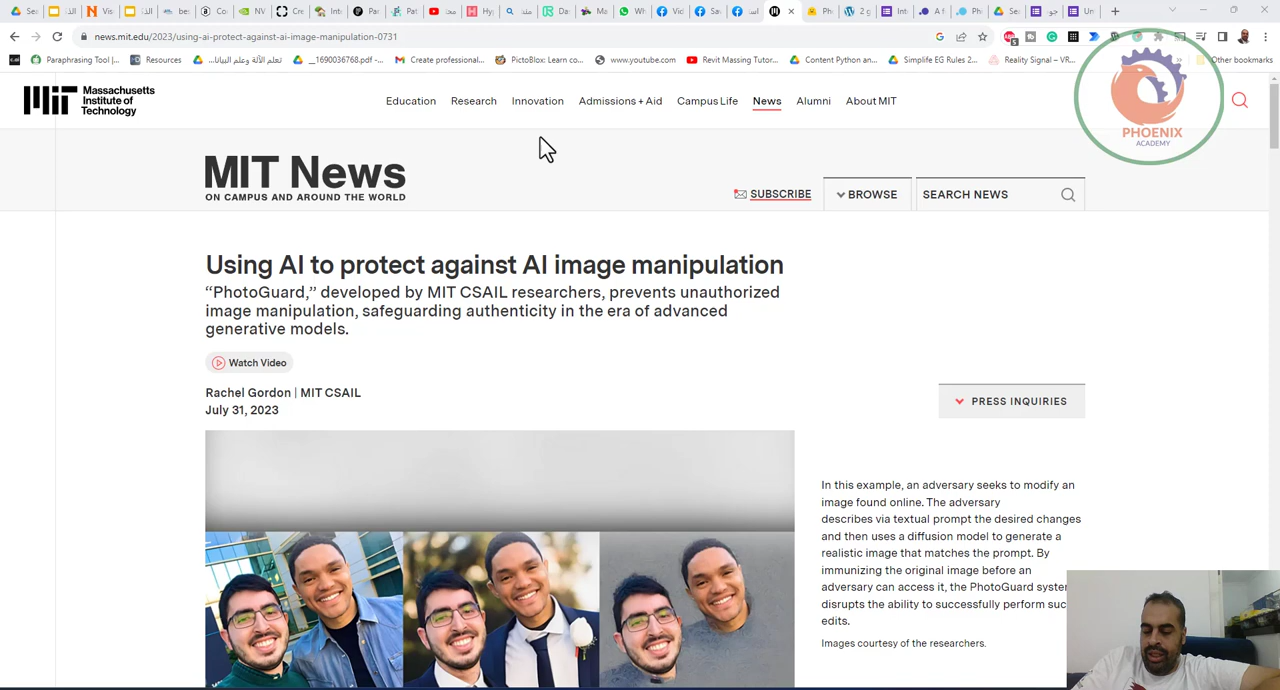 news.mit.edu/2023/using-ai-protect-against-ai-image-manipulation-0731
Paraphrasing Tool |...
Resources
تعلم الآلة وعلم البيانا...
__1690036768.pdf -...
Create professional...
PictoBlox: Learn co...
www.youtube.com
Revit Massing Tutor...
Content Python an...
Simplife EG Rules 2...
Reality Signal – VR...
Other bookmarks
Massachusetts
Institute of
Technology
Education
Research
Innovation
Admissions + Aid
Campus Life
News
Alumni
About MIT
PHOENIX
ACADEMY
MIT News
ON CAMPUS AND AROUND THE WORLD
SUBSCRIBE
BROWSE
SEARCH NEWS
Using AI to protect against AI image manipulation
“PhotoGuard,” developed by MIT CSAIL researchers, prevents unauthorized
image manipulation, safeguarding authenticity in the era of advanced
generative models.
Watch Video
Rachel Gordon | MIT CSAIL
July 31, 2023
PRESS INQUIRIES
In this example, an adversary seeks to modify an
image found online. The adversary
describes via textual prompt the desired changes
and then uses a diffusion model to generate a
realistic image that matches the prompt. By
immunizing the original image before an
adversary can access it, the PhotoGuard system
disrupts the ability to successfully perform suc
edits.
Images courtesy of the researchers.